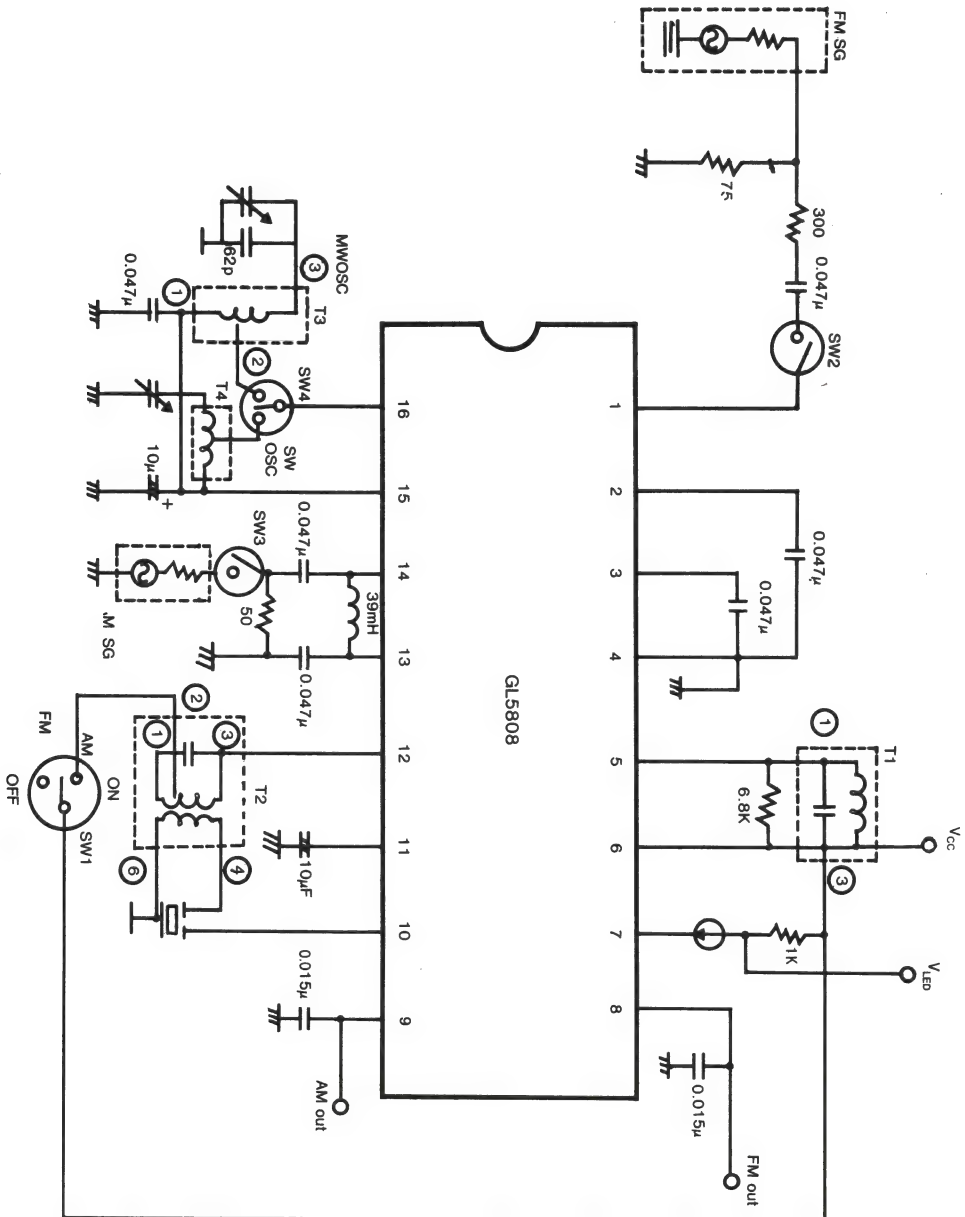 FM SG
75
300
0.047μ
SW2
1
2
3
4
5
6
7
8
0.047μ
0.047μ
6.8K
①
T1
③
VCC
1K
VLED
0.015μ
FM out
GL5808
16
15
14
13
12
11
10
9
62p
MWOSC
③
0.047μ
①
T3
②
SW4
T4
SW
OSC
10μ
+
SW3
0.047μ
39mH
50
.M SG
0.047μ
②
①
③
T2
⑥
④
FM
AM
ON
OFF
SW1
10μF
0.015μ
AM out